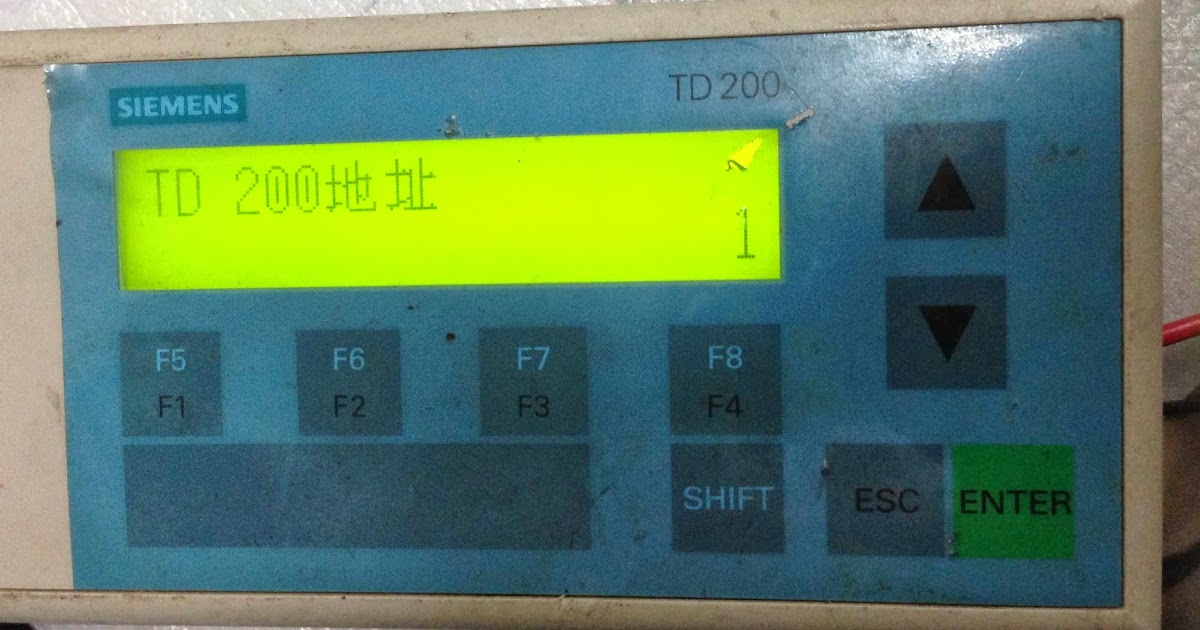 SIEMENS
TD 200
TD 200地址
1
F5
F1
F6
F2
F7
F3
F8
F4
SHIFT
ESC
ENTER